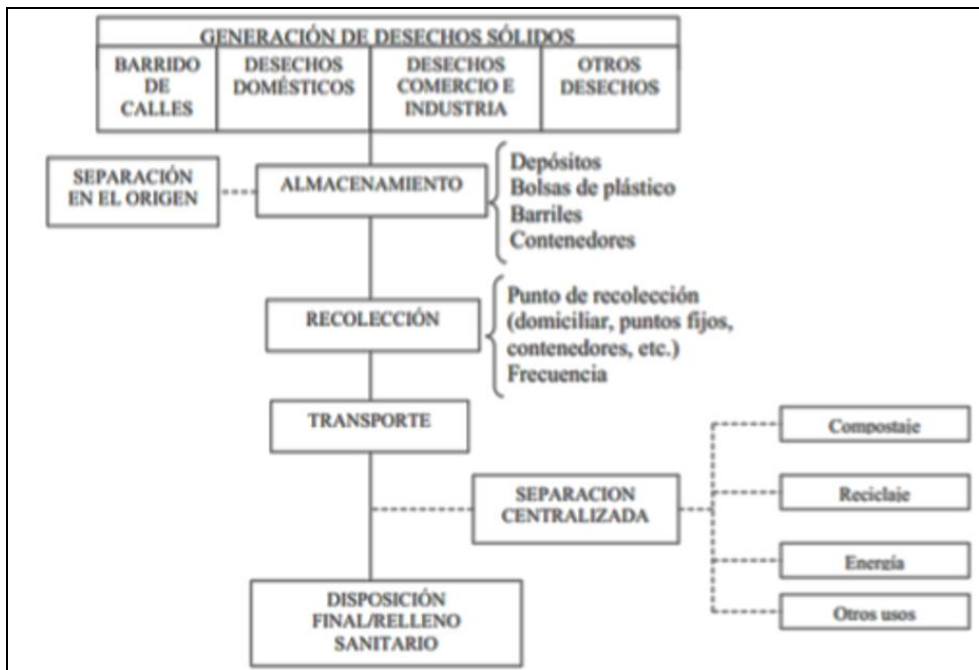 GENERACIÓN DE DESECHOS SÓLIDOS
BARRIDO
DE
CALLES
DESECHOS
DOMÉSTICOS
DESECHOS
COMERCIO E
INDUSTRIA
OTROS
DESECHOS
SEPARACIÓN
EN EL ORIGEN
ALMACENAMIENTO
Depósitos
Bolsas de plástico
Barriles
Contenedores
RECOLECCIÓN
Punto de recolección
(domiciliar, puntos fijos,
contenedores, etc.)
Frecuencia
TRANSPORTE
SEPARACION
CENTRALIZADA
Compostaje
Reciclaje
Energía
Otros usos
DISPOSICIÓN
FINAL/RELLENO
SANITARIO